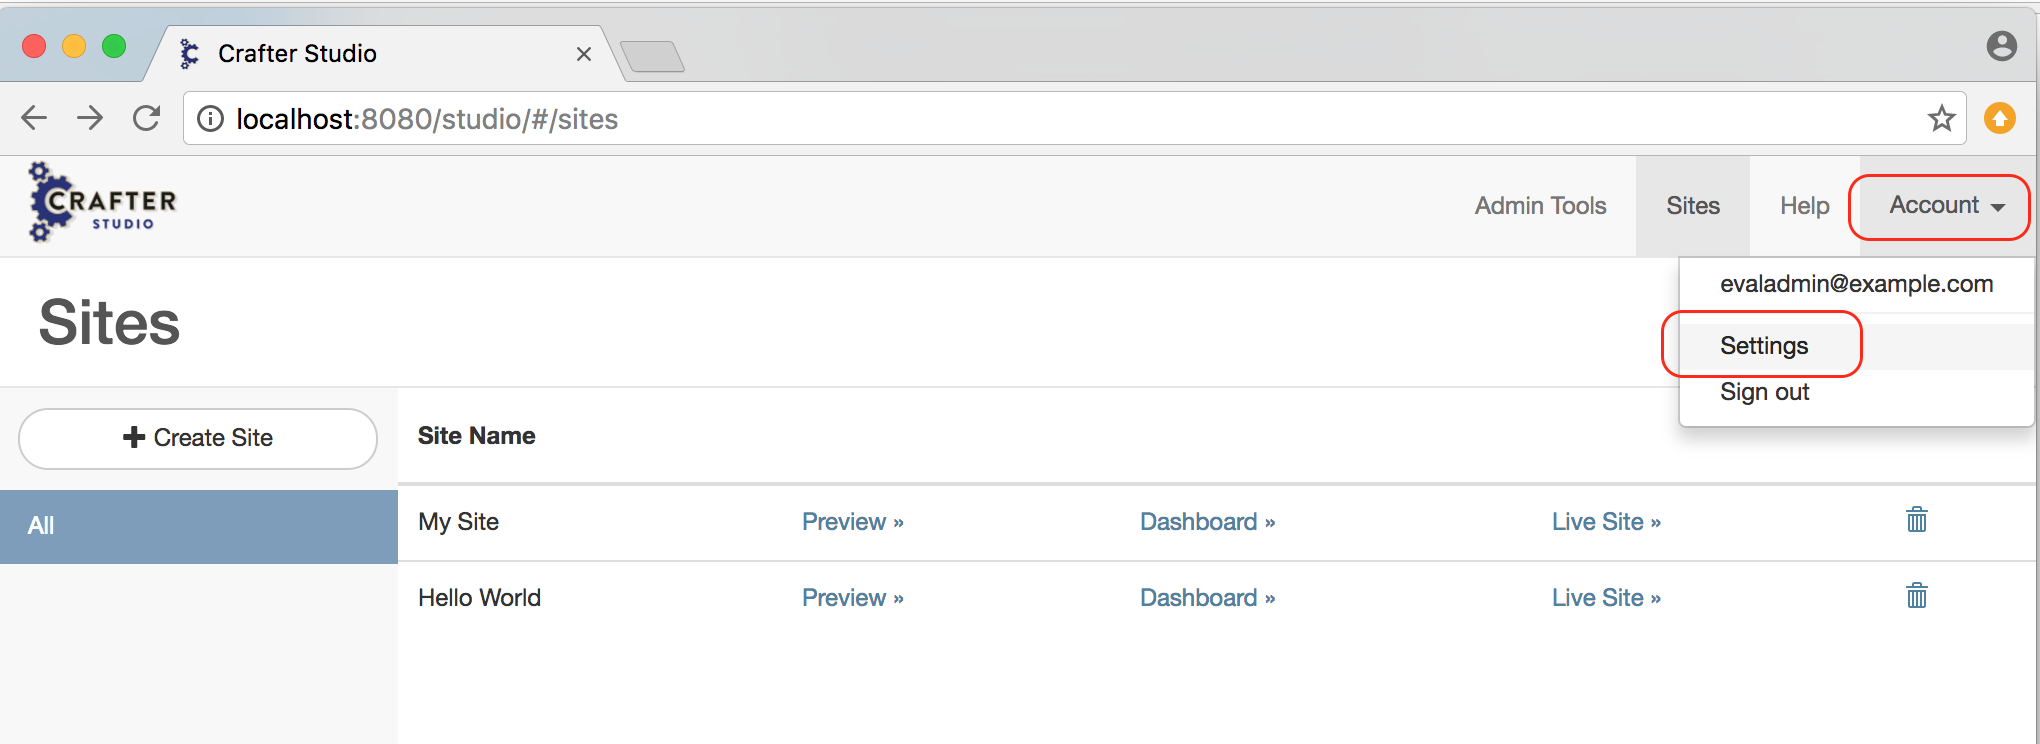 Crafter Studio
localhost:8080/studio/#/sites
CRAFTER
STUDIO
Admin Tools Sites Help Account
evaladmin@example.com
Settings
Sign out
Sites
Create Site
All
Site Name
My Site Preview » Dashboard » Live Site »
Hello World Preview » Dashboard » Live Site »